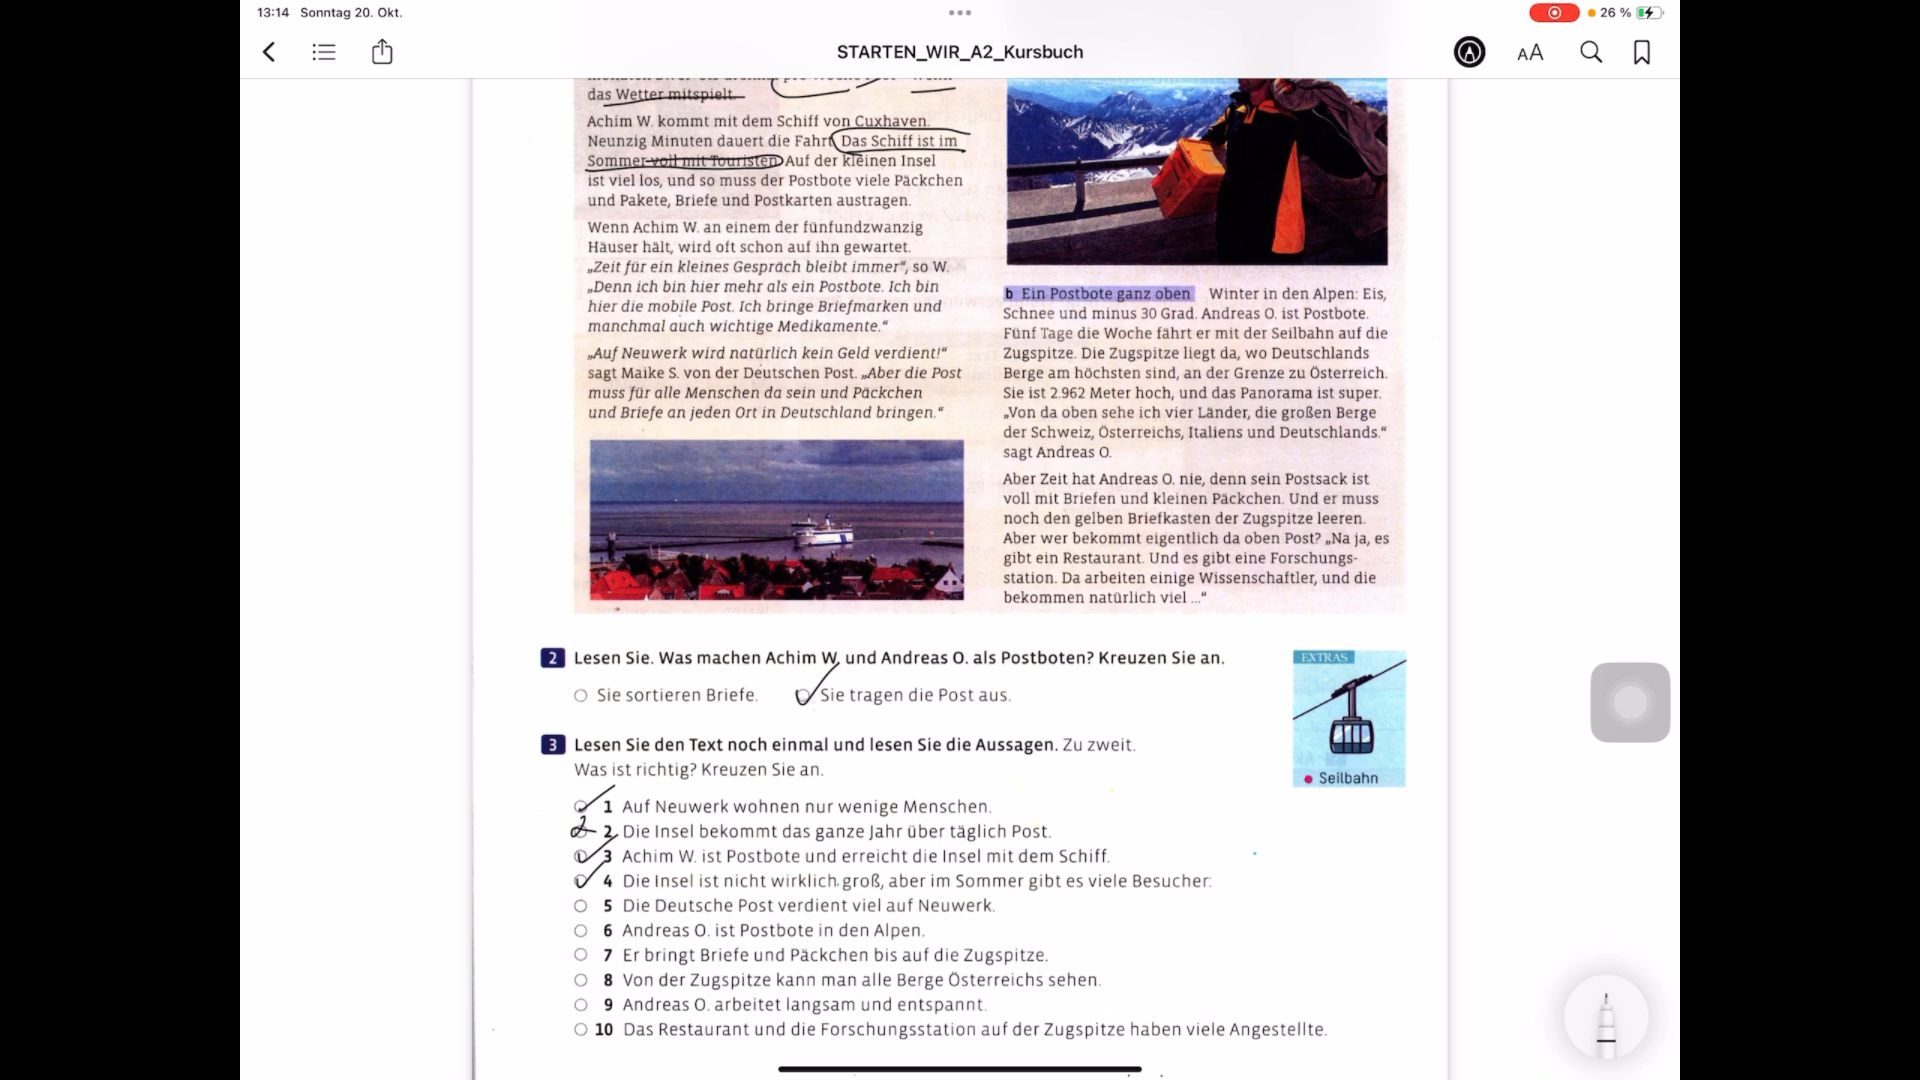 13:14 Sonntag 20. Okt.
26 %
STARTEN_WIR_A2_Kursbuch
AA
das Wetter mitspielt.
Achim W. kommt mit dem Schiff von Cuxhaven.
Neunzig Minuten dauert die Fahrt. Das Schiff ist im
Sommer voll mit Touristen. Auf der kleinen Insel
ist viel los, und so muss der Postbote viele Päckchen
und Pakete, Briefe und Postkarten austragen.
Wenn Achim W. an einem der fünfundzwanzig
Häuser hält, wird oft schon auf ihn gewartet.
„Zeit für ein kleines Gespräch bleibt immer“, so W.
„Denn ich bin hier mehr als ein Postbote. Ich bin
hier die mobile Post. Ich bringe Briefmarken und
manchmal auch wichtige Medikamente.“
„Auf Neuwerk wird natürlich kein Geld verdient!“
sagt Maike S. von der Deutschen Post. „Aber die Post
muss für alle Menschen da sein und Päckchen
und Briefe an jeden Ort in Deutschland bringen.“
b Ein Postbote ganz oben Winter in den Alpen: Eis,
Schnee und minus 30 Grad. Andreas O. ist Postbote.
Fünf Tage die Woche fährt er mit der Seilbahn auf die
Zugspitze. Die Zugspitze liegt da, wo Deutschlands
Berge am höchsten sind, an der Grenze zu Österreich.
Sie ist 2.962 Meter hoch, und das Panorama ist super.
„Von da oben sehe ich vier Länder, die großen Berge
der Schweiz, Österreichs, Italiens und Deutschlands.“
sagt Andreas O.
Aber Zeit hat Andreas O. nie, denn sein Postsack ist
voll mit Briefen und kleinen Päckchen. Und er muss
noch den gelben Briefkasten der Zugspitze leeren.
Aber wer bekommt eigentlich da oben Post? „Na ja, es
gibt ein Restaurant. Und es gibt eine Forschungs-
station. Da arbeiten einige Wissenschaftler, und die
bekommen natürlich viel ...“
2 Lesen Sie. Was machen Achim W. und Andreas O. als Postboten? Kreuzen Sie an.
Sie sortieren Briefe. Sie tragen die Post aus.
EXTRAS
Seilbahn
3 Lesen Sie den Text noch einmal und lesen Sie die Aussagen. Zu zweit.
Was ist richtig? Kreuzen Sie an.
1 Auf Neuwerk wohnen nur wenige Menschen.
2 Die Insel bekommt das ganze Jahr über täglich Post.
3 Achim W. ist Postbote und erreicht die Insel mit dem Schiff.
4 Die Insel ist nicht wirklich groß, aber im Sommer gibt es viele Besucher.
5 Die Deutsche Post verdient viel auf Neuwerk.
6 Andreas O. ist Postbote in den Alpen.
7 Er bringt Briefe und Päckchen bis auf die Zugspitze.
8 Von der Zugspitze kann man alle Berge Österreichs sehen.
9 Andreas O. arbeitet langsam und entspannt.
10 Das Restaurant und die Forschungsstation auf der Zugspitze haben viele Angestellte.